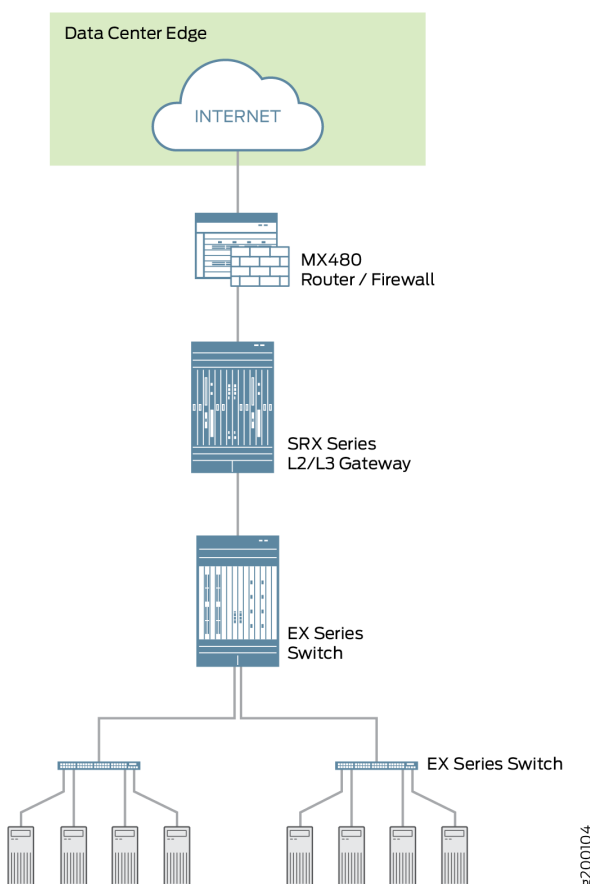 Data Center Edge
INTERNET
MX480
Router / Firewall
SRX Series
L2/L3 Gateway
EX Series
Switch
EX Series Switch
g200104